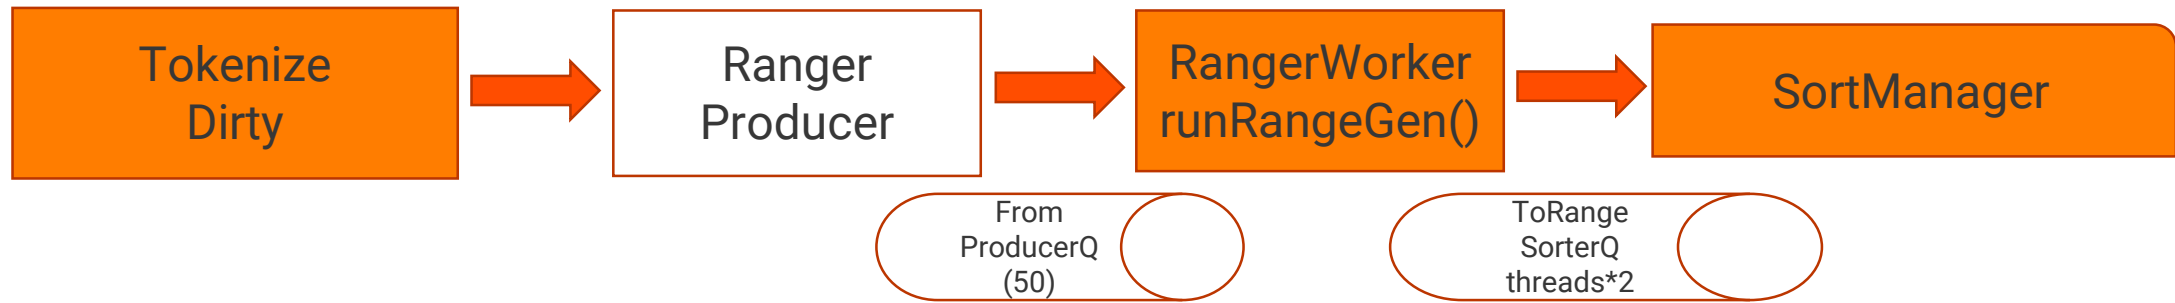 Tokenize
Dirty
Ranger
Producer
RangerWorker
runRangeGen()
SortManager
From
ProducerQ
(50)
ToRange
SorterQ
threads*2